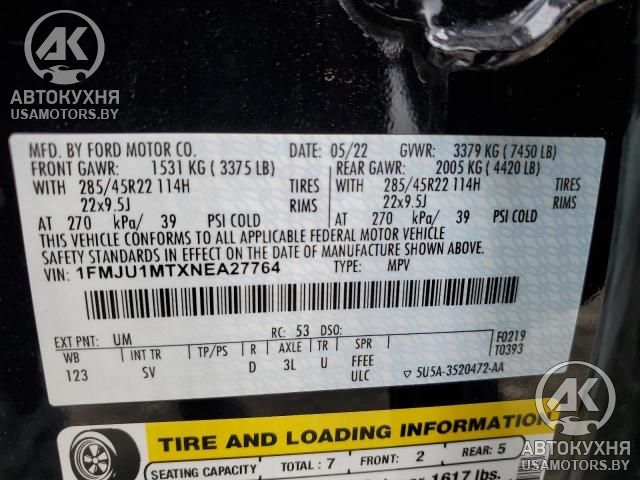 АК
АВТОКУХНЯ
USAMOTORS.BY
MFD. BY FORD MOTOR CO. DATE: 05/22 GVWR: 3379 KG ( 7450 LB)
FRONT GAWR: 1531 KG ( 3375 LB) REAR GAWR: 2005 KG ( 4420 LB)
WITH 285/45R22 114H TIRES WITH 285/45R22 114H TIRES
22x9.5J RIMS 22x9.5J RIMS
AT 270 kPa/ 39 PSI COLD AT 270 kPa/ 39 PSI COLD
THIS VEHICLE CONFORMS TO ALL APPLICABLE FEDERAL MOTOR VEHICLE
SAFETY STANDARDS IN EFFECT ON THE DATE OF MANUFACTURE SHOWN ABOVE.
VIN: 1FMJU1MTXNEA27764 TYPE: MPV
EXT PNT: UM RC: 53 DSO: F0219
WB INT TR TP/PS R AXLE TR SPR T0393
123 SV D 3L U FFEE
ULC 5U5A-3520472-AA
TIRE AND LOADING INFORMATION
SEATING CAPACITY TOTAL : 7 FRONT: 2 REAR: 5
1617 lbs.
АК
АВТОКУХНЯ
USAMOTORS.BY